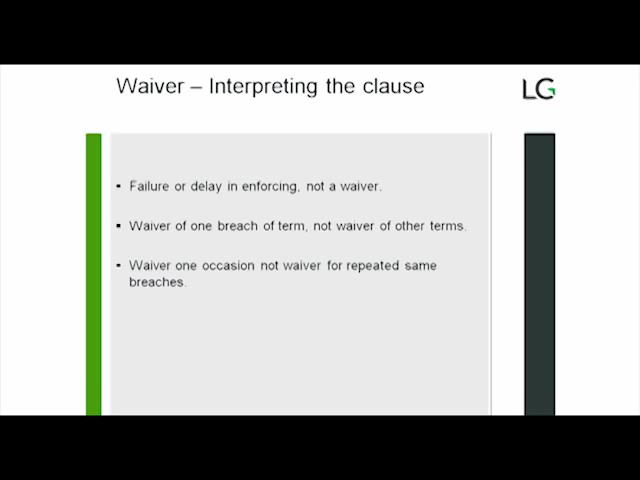 Waiver – Interpreting the clause
LG
▪ Failure or delay in enforcing, not a waiver.
▪ Waiver of one breach of term, not waiver of other terms.
▪ Waiver one occasion not waiver for repeated same
breaches.